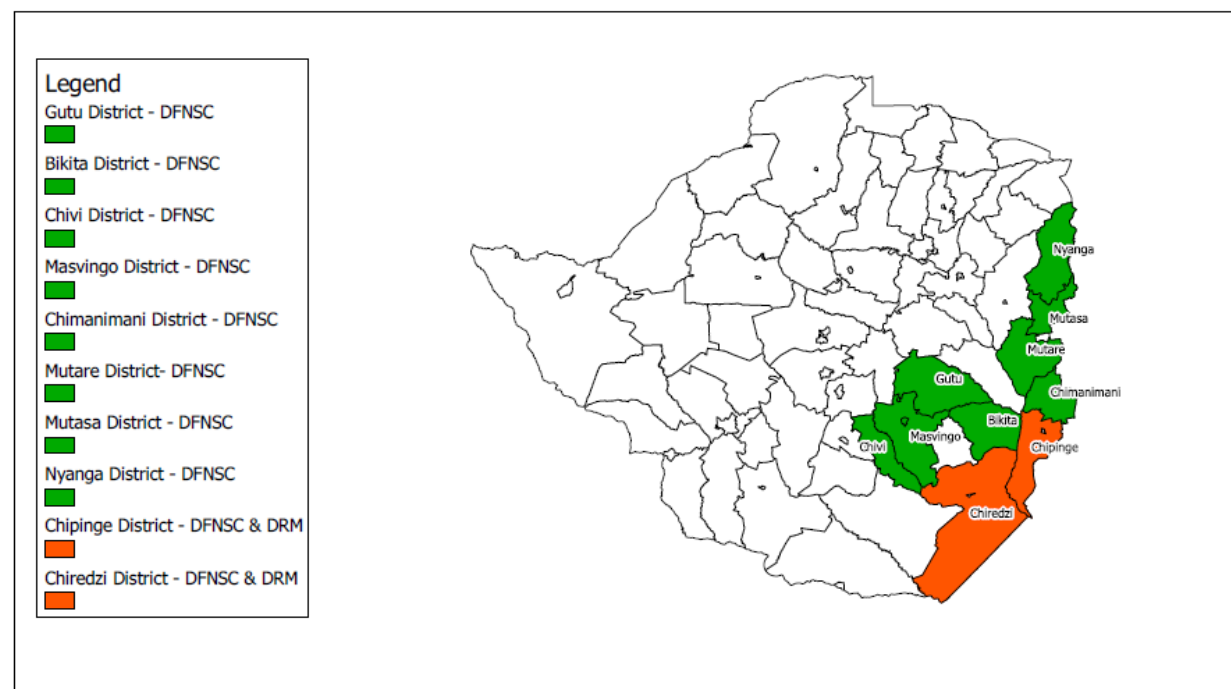 Legend
Gutu District - DFNSC
Bikita District - DFNSC
Chivi District - DFNSC
Masvingo District - DFNSC
Chimanimani District - DFNSC
Mutare District- DFNSC
Mutasa District - DFNSC
Nyanga District - DFNSC
Chipinge District - DFNSC & DRM
Chiredzi District - DFNSC & DRM
Nyanga
Mutasa
Mutare
Gutu
Chimanimani
Bikita
Masvingo
Chivi
Chipinge
Chiredzi